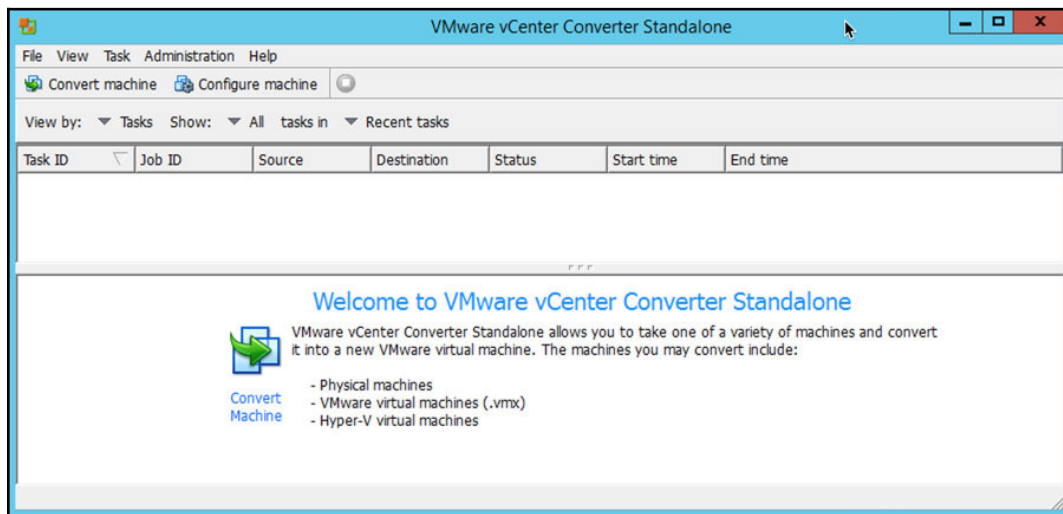 VMware vCenter Converter Standalone
File View Task Administration Help
Convert machine Configure machine
View by: Tasks Show: All tasks in Recent tasks
Task ID Job ID Source Destination Status Start time End time
Welcome to VMware vCenter Converter Standalone
VMware vCenter Converter Standalone allows you to take one of a variety of machines and convert
it into a new VMware virtual machine. The machines you may convert include:
- Physical machines
- VMware virtual machines (.vmx)
- Hyper-V virtual machines
Convert
Machine